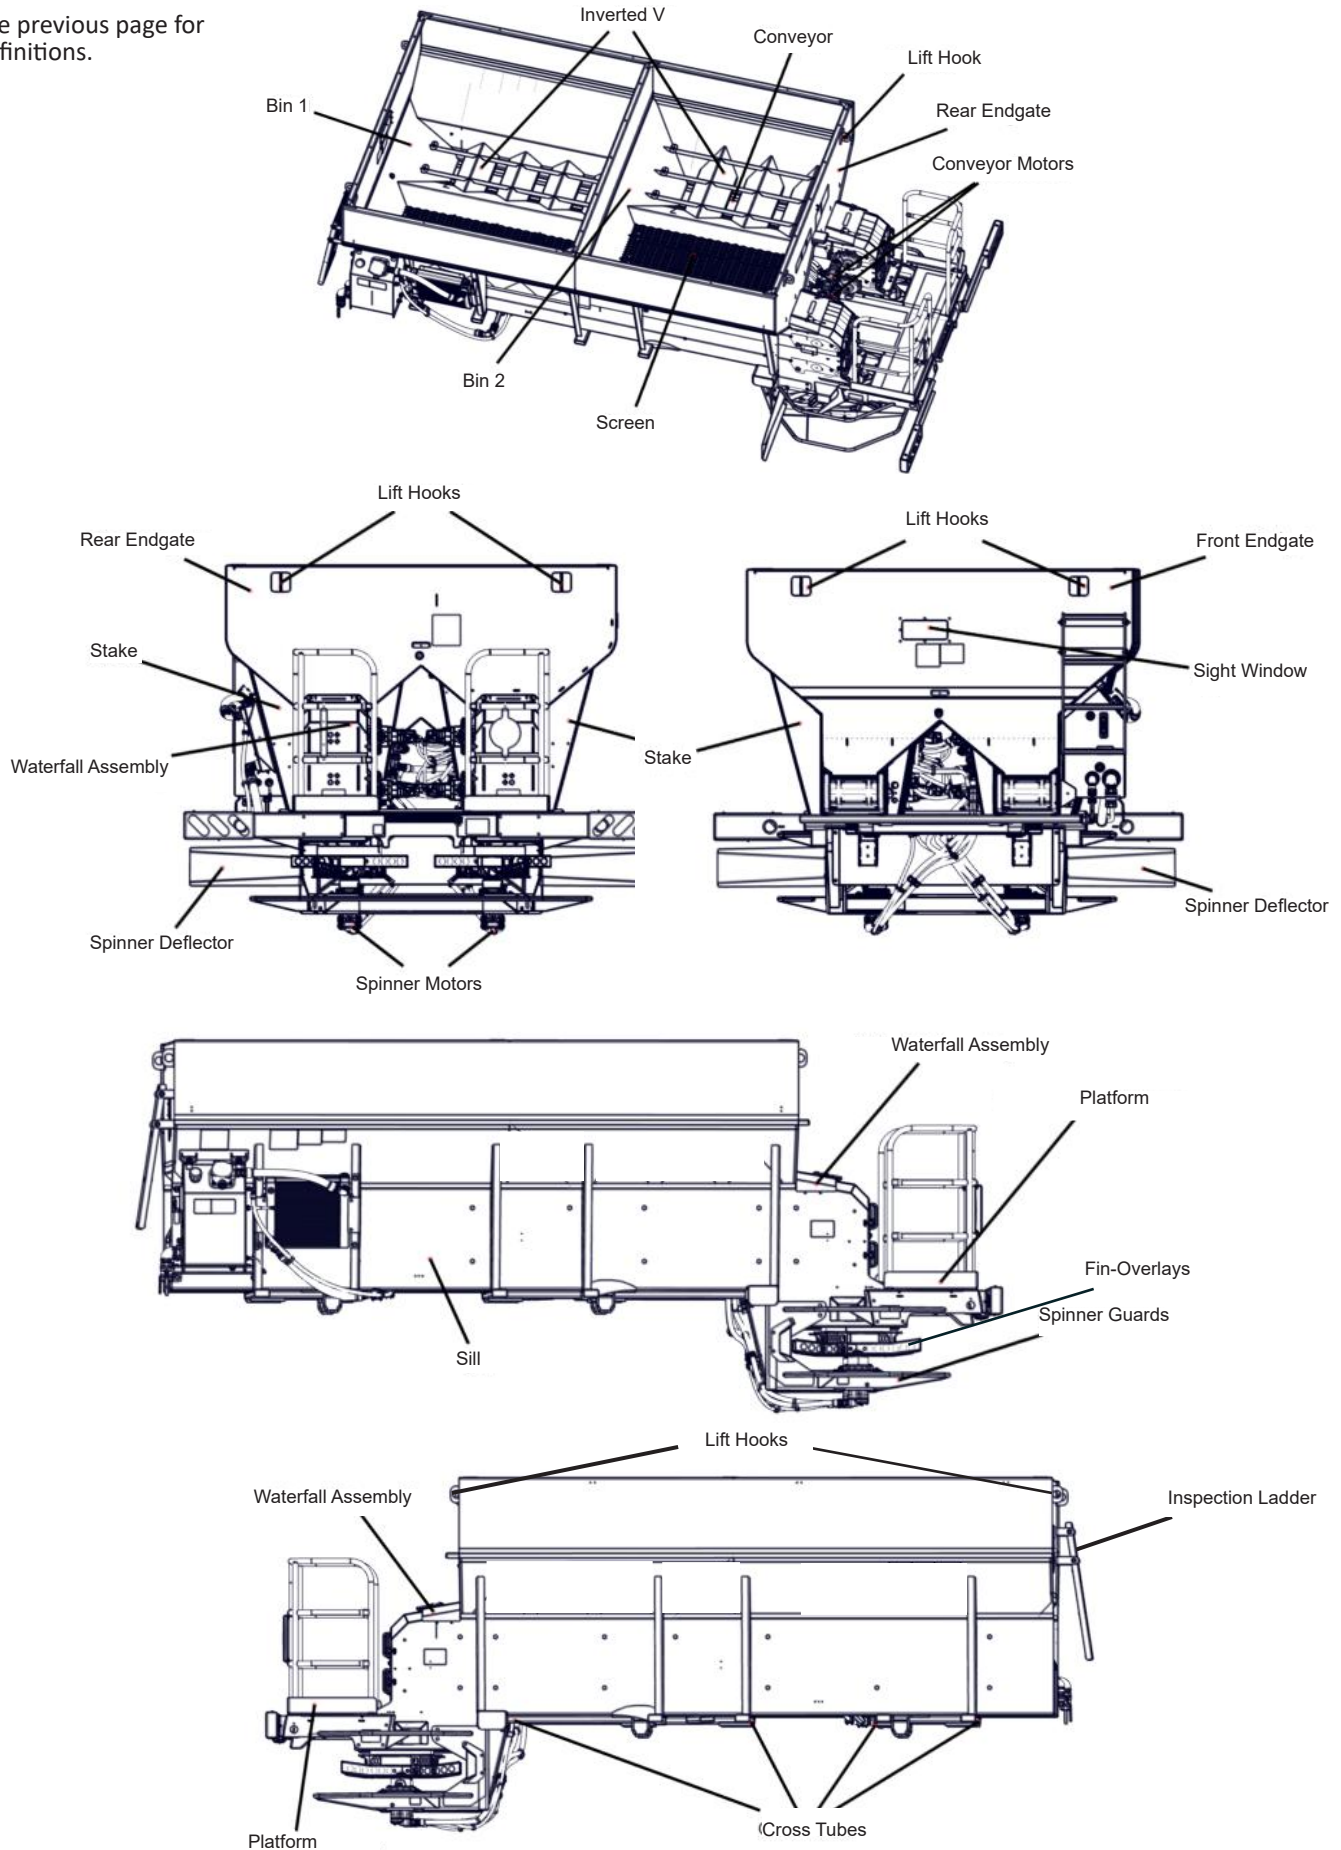 e previous page for
finitions.
Inverted V
Conveyor
Lift Hook
Bin 1
Rear Endgate
Conveyor Motors
Bin 2
Screen
Lift Hooks
Rear Endgate
Stake
Waterfall Assembly
Stake
Spinner Deflector
Spinner Motors
Lift Hooks
Front Endgate
Sight Window
Spinner Deflector
Waterfall Assembly
Platform
Fin-Overlays
Spinner Guards
Sill
Lift Hooks
Waterfall Assembly
Inspection Ladder
Platform
Cross Tubes